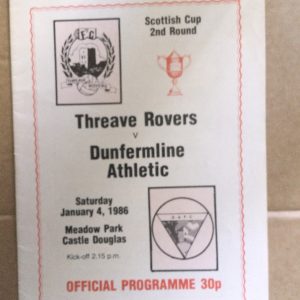 Scottish Cup
2nd Round
Threave Rovers
v
Dunfermline
Athletic
Saturday
January 4, 1986
Meadow Park
Castle Douglas
Kick-off 2.15 p.m.
OFFICIAL PROGRAMME 30p